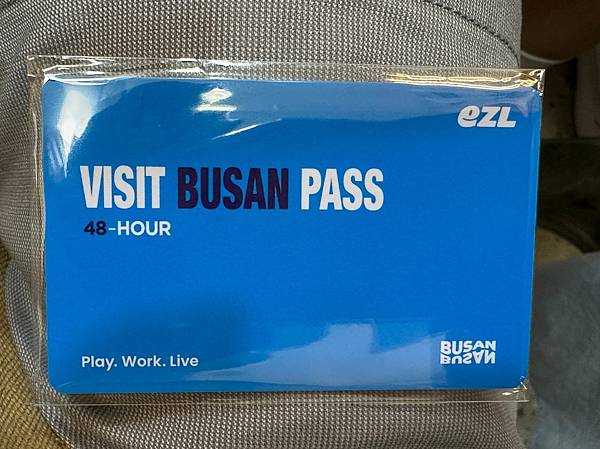 eZL
VISIT BUSAN PASS
48-HOUR
Play. Work. Live
BUSAN
BUSAN